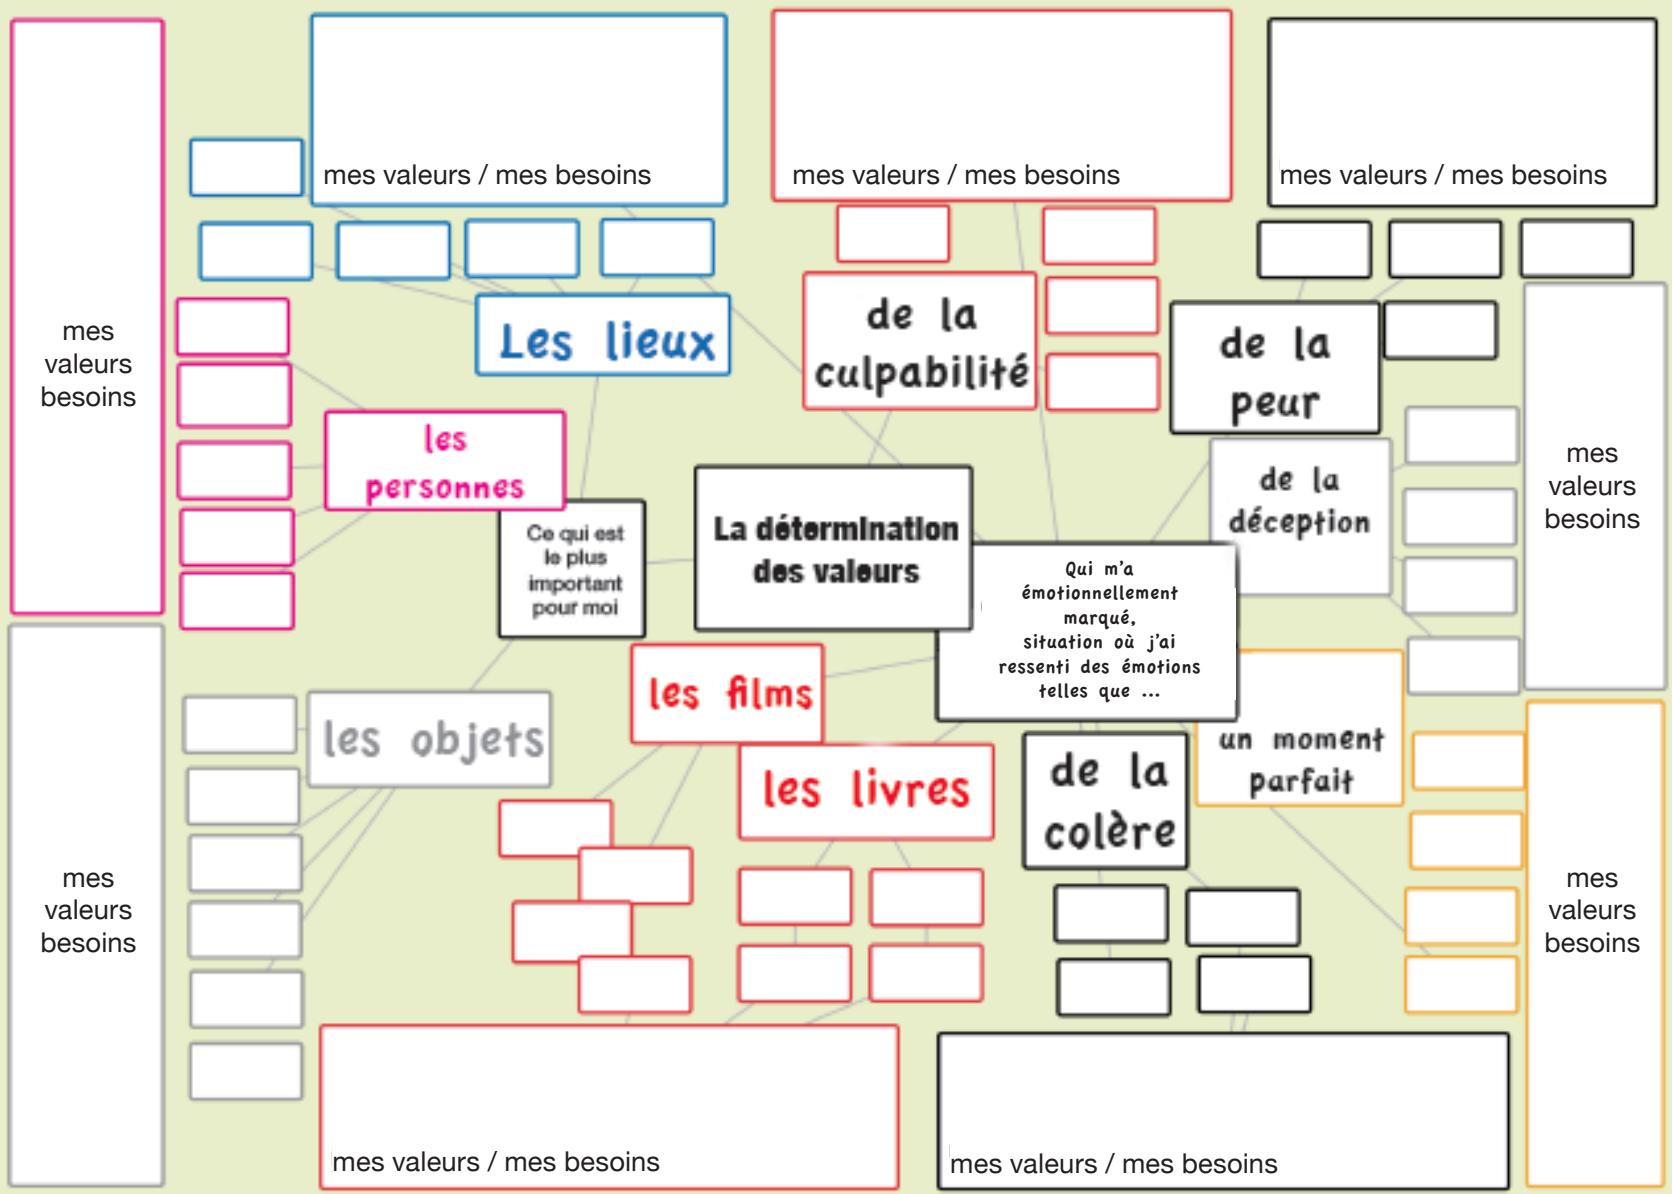 mes valeurs / mes besoins
mes valeurs / mes besoins
mes valeurs / mes besoins
mes
valeurs
besoins
Les lieux
de la
culpabilité
de la
peur
les
personnes
de la
déception
mes
valeurs
besoins
Ce qui est
le plus
important
pour moi
La détermination
des valeurs
Qui m'a
émotionnellement
marqué,
situation où j'ai
ressenti des émotions
telles que ...
les films
les objets
les livres
de la
colère
un moment
parfait
mes
valeurs
besoins
mes
valeurs
besoins
mes valeurs / mes besoins
mes valeurs / mes besoins